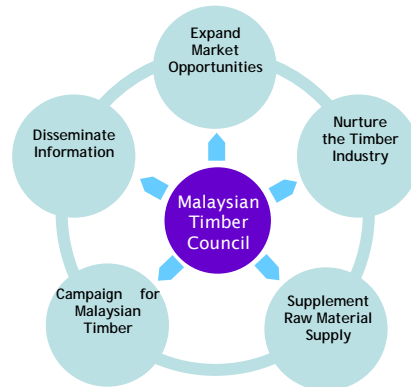 Expand
Market
Opportunities
Disseminate
Information
Nurture
the Timber
Industry
Malaysian
Timber
Council
Campaign for
Malaysian
Timber
Supplement
Raw Material
Supply